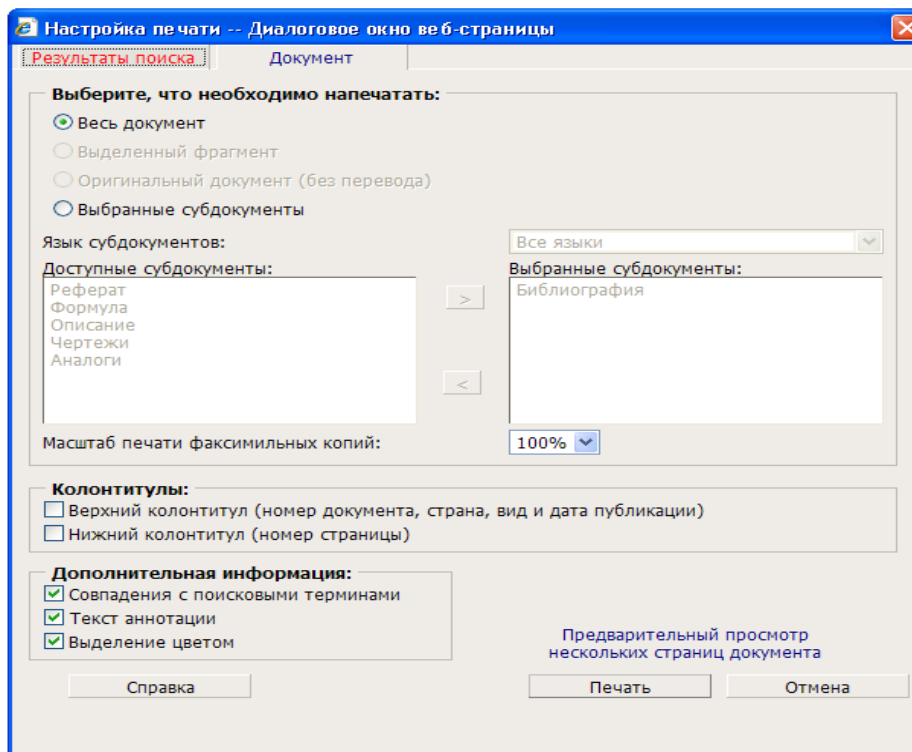 Настройка печати -- Диалоговое окно веб-страницы
Результаты поиска Документ
Выберите, что необходимо напечатать:
Весь документ
Выделенный фрагмент
Оригинальный документ (без перевода)
Выбранные субдокументы
Язык субдокументов: Все языки
Доступные субдокументы: Выбранные субдокументы:
Реферат Библиография
Формула
Описание
Чертежи
Аналоги
>
<
Масштаб печати факсимильных копий: 100%
Колонтитулы:
Верхний колонтитул (номер документа, страна, вид и дата публикации)
Нижний колонтитул (номер страницы)
Дополнительная информация:
Совпадения с поисковыми терминами
Текст аннотации
Выделение цветом
Предварительный просмотр
нескольких страниц документа
Справка Печать Отмена